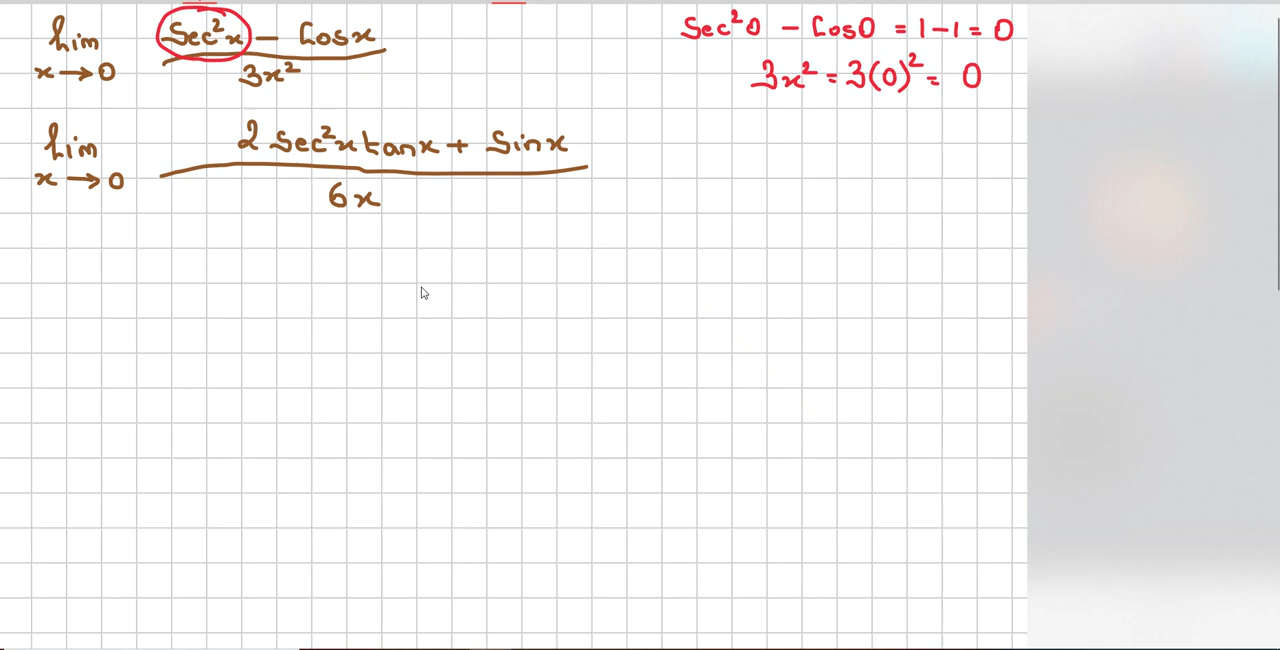 lim x→0 (Sec²x − Cosx) / 3x²
Sec²0 − Cos0 = 1 − 1 = 0
3x² = 3(0)² = 0
lim x→0 (2 Sec²x tanx + Sinx) / 6x